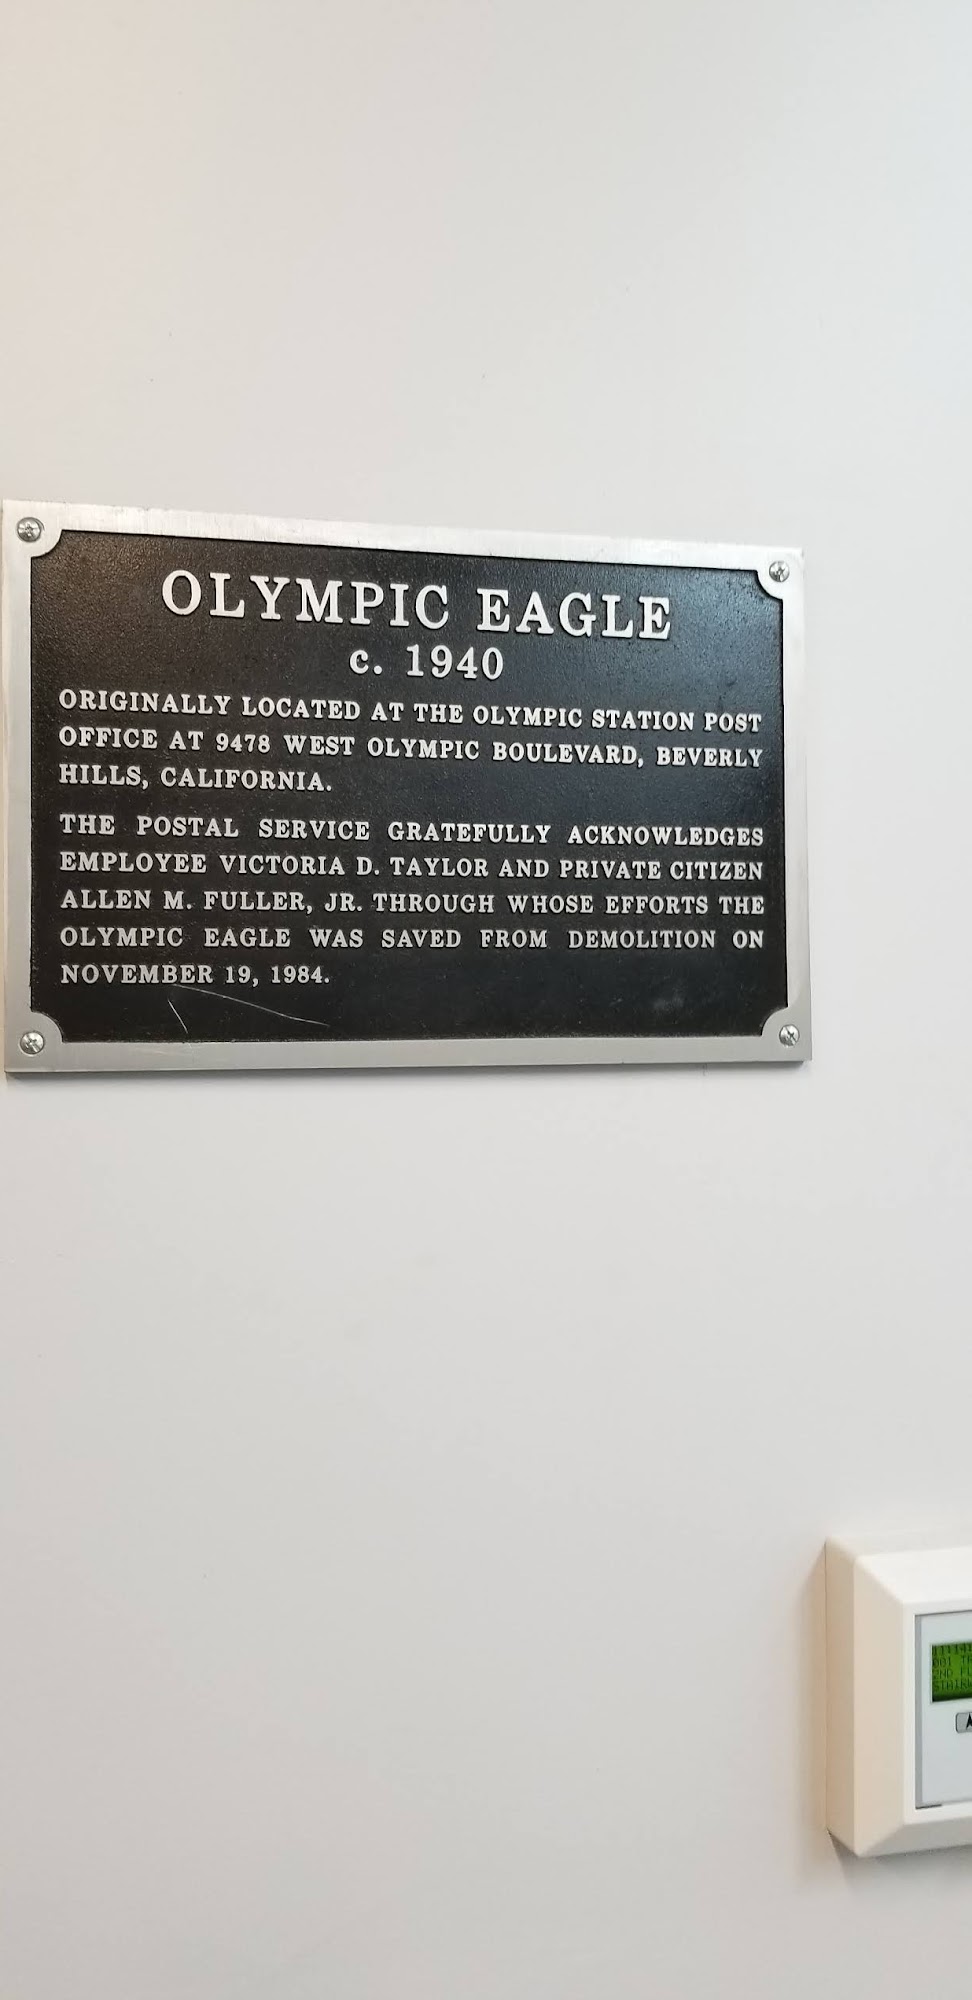 OLYMPIC EAGLE
c. 1940
ORIGINALLY LOCATED AT THE OLYMPIC STATION POST
OFFICE AT 9478 WEST OLYMPIC BOULEVARD, BEVERLY
HILLS, CALIFORNIA.
THE POSTAL SERVICE GRATEFULLY ACKNOWLEDGES
EMPLOYEE VICTORIA D. TAYLOR AND PRIVATE CITIZEN
ALLEN M. FULLER, JR. THROUGH WHOSE EFFORTS THE
OLYMPIC EAGLE WAS SAVED FROM DEMOLITION ON
NOVEMBER 19, 1984.
001
2ND